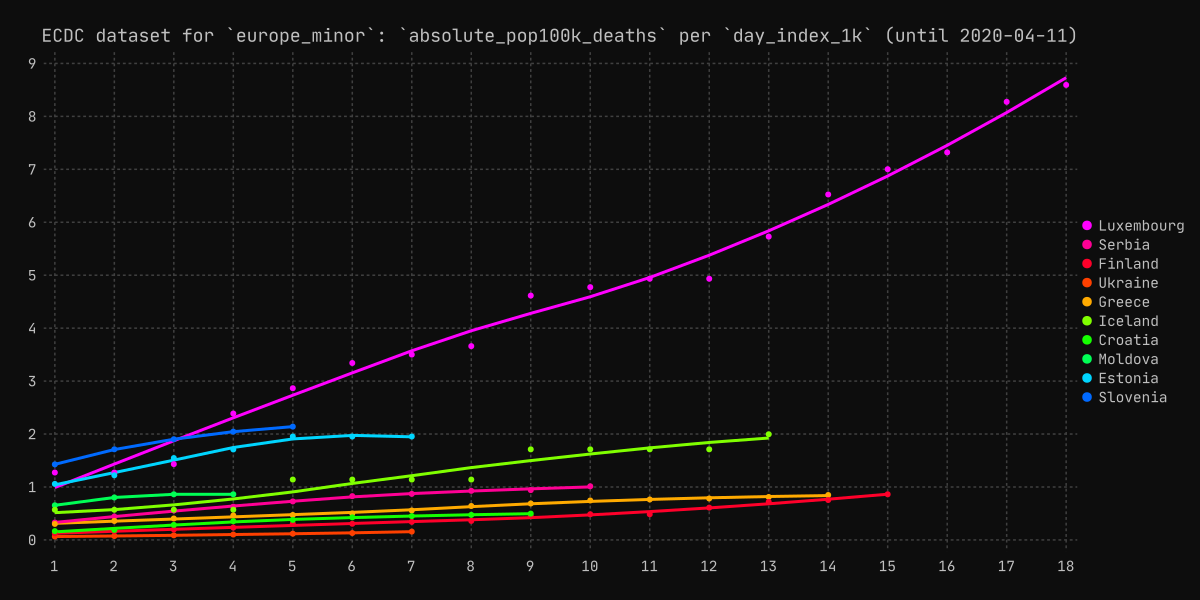 ECDC dataset for `europe_minor`: `absolute_pop100k_deaths` per `day_index_1k` (until 2020-04-11)
9
8
7
6
5
4
3
2
1
0
1 2 3 4 5 6 7 8 9 10 11 12 13 14 15 16 17 18
Luxembourg
Serbia
Finland
Ukraine
Greece
Iceland
Croatia
Moldova
Estonia
Slovenia